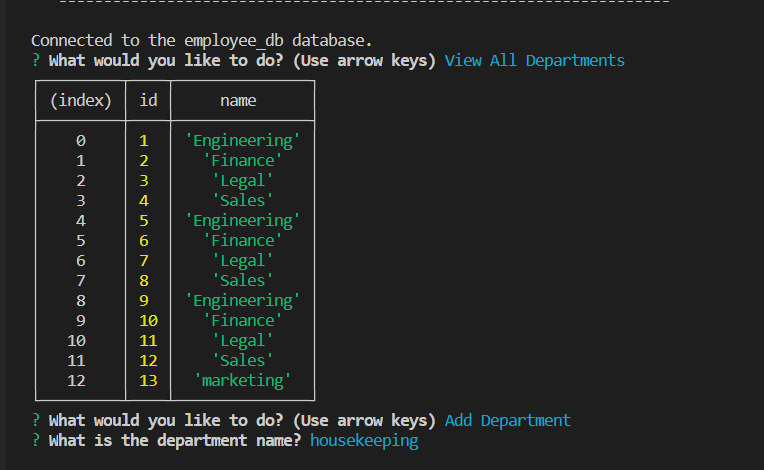 --------------------------------------------------------------------
Connected to the employee_db database.
? What would you like to do? (Use arrow keys) View All Departments
(index) id name
0 1 'Engineering'
1 2 'Finance'
2 3 'Legal'
3 4 'Sales'
4 5 'Engineering'
5 6 'Finance'
6 7 'Legal'
7 8 'Sales'
8 9 'Engineering'
9 10 'Finance'
10 11 'Legal'
11 12 'Sales'
12 13 'marketing'
? What would you like to do? (Use arrow keys) Add Department
? What is the department name? housekeeping